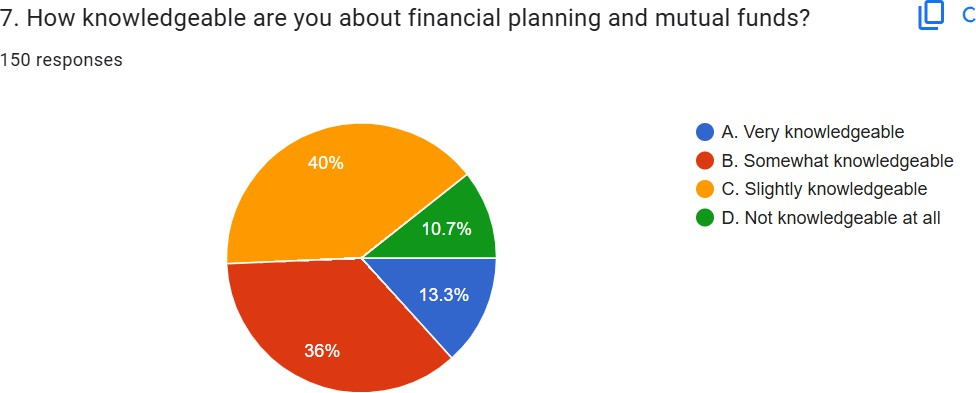 7. How knowledgeable are you about financial planning and mutual funds?
150 responses
A. Very knowledgeable
B. Somewhat knowledgeable
C. Slightly knowledgeable
D. Not knowledgeable at all
40%
10.7%
13.3%
36%